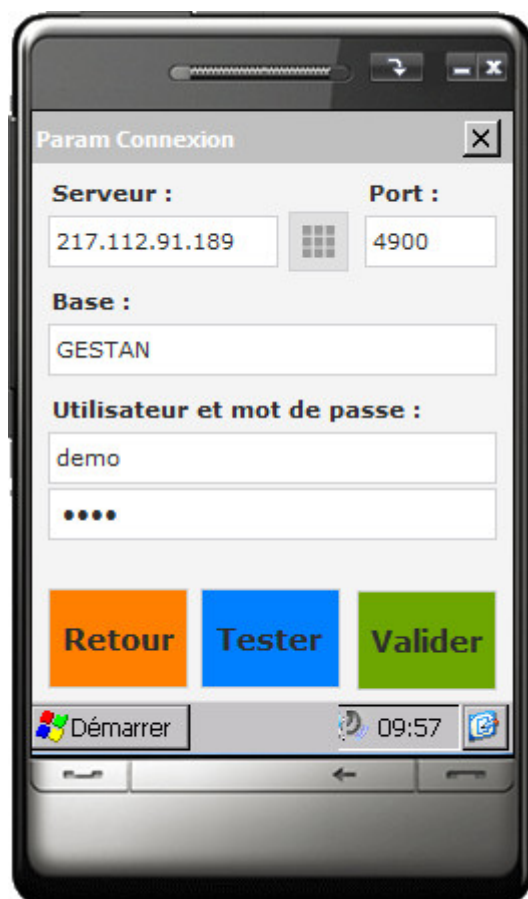 Param Connexion
Serveur : Port :
217.112.91.189 4900
Base :
GESTAN
Utilisateur et mot de passe :
demo
••••
Retour Tester Valider
Démarrer 09:57